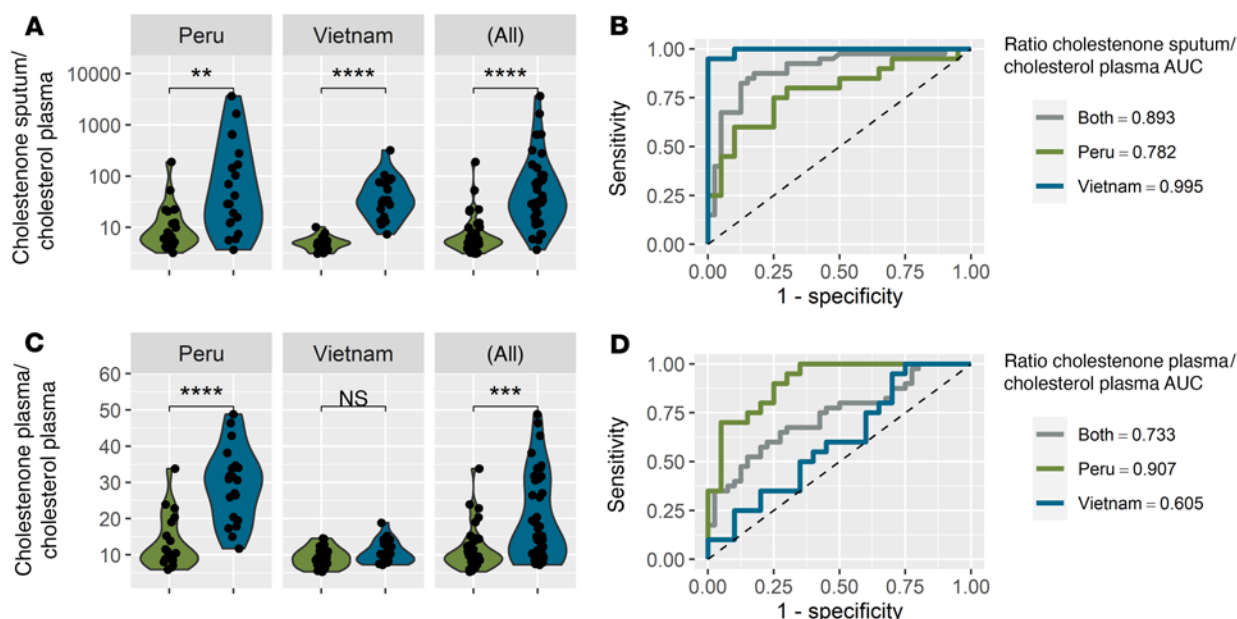 A
Peru
Vietnam
(All)
**
****
****
Cholestenone sputum/
cholesterol plasma
10000
1000
100
10
B
Sensitivity
1.00
0.75
0.50
0.25
0.00
0.00
0.25
0.50
0.75
1.00
1 - specificity
Ratio cholestenone sputum/
cholesterol plasma AUC
Both = 0.893
Peru = 0.782
Vietnam = 0.995
C
Peru
Vietnam
(All)
****
NS
***
Cholestenone plasma/
cholesterol plasma
60
50
40
30
20
10
D
Sensitivity
1.00
0.75
0.50
0.25
0.00
0.00
0.25
0.50
0.75
1.00
1 - specificity
Ratio cholestenone plasma/
cholesterol plasma AUC
Both = 0.733
Peru = 0.907
Vietnam = 0.605